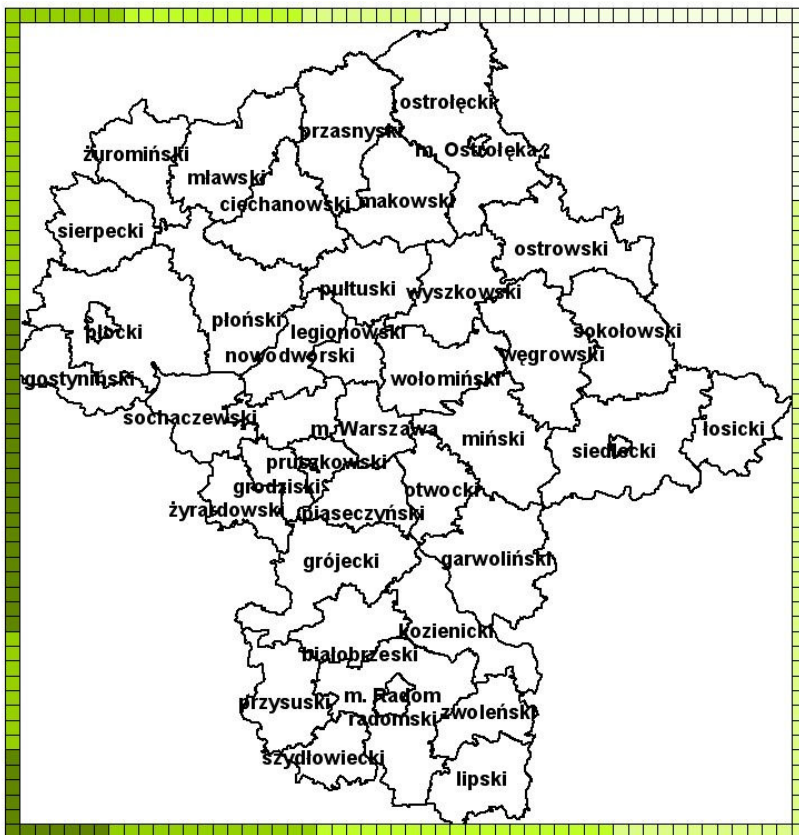 ostrołęcki
przasnyski
m. Ostrołęka
żuromiński
mławski
ciechanowski
makowski
sierpecki
ostrowski
pułtuski
wyszkowski
płoński
legionowski
sokołowski
płocki
nowodworski
węgrowski
gostyniński
wołomiński
sochaczewski
m. Warszawa
miński
łosicki
siedlecki
pruszkowski
grodziski
otwocki
żyrardowski
piaseczyński
grójecki
garwoliński
kozienicki
białobrzeski
przysuski
m. Radom
radomski
zwoleński
szydłowiecki
lipski